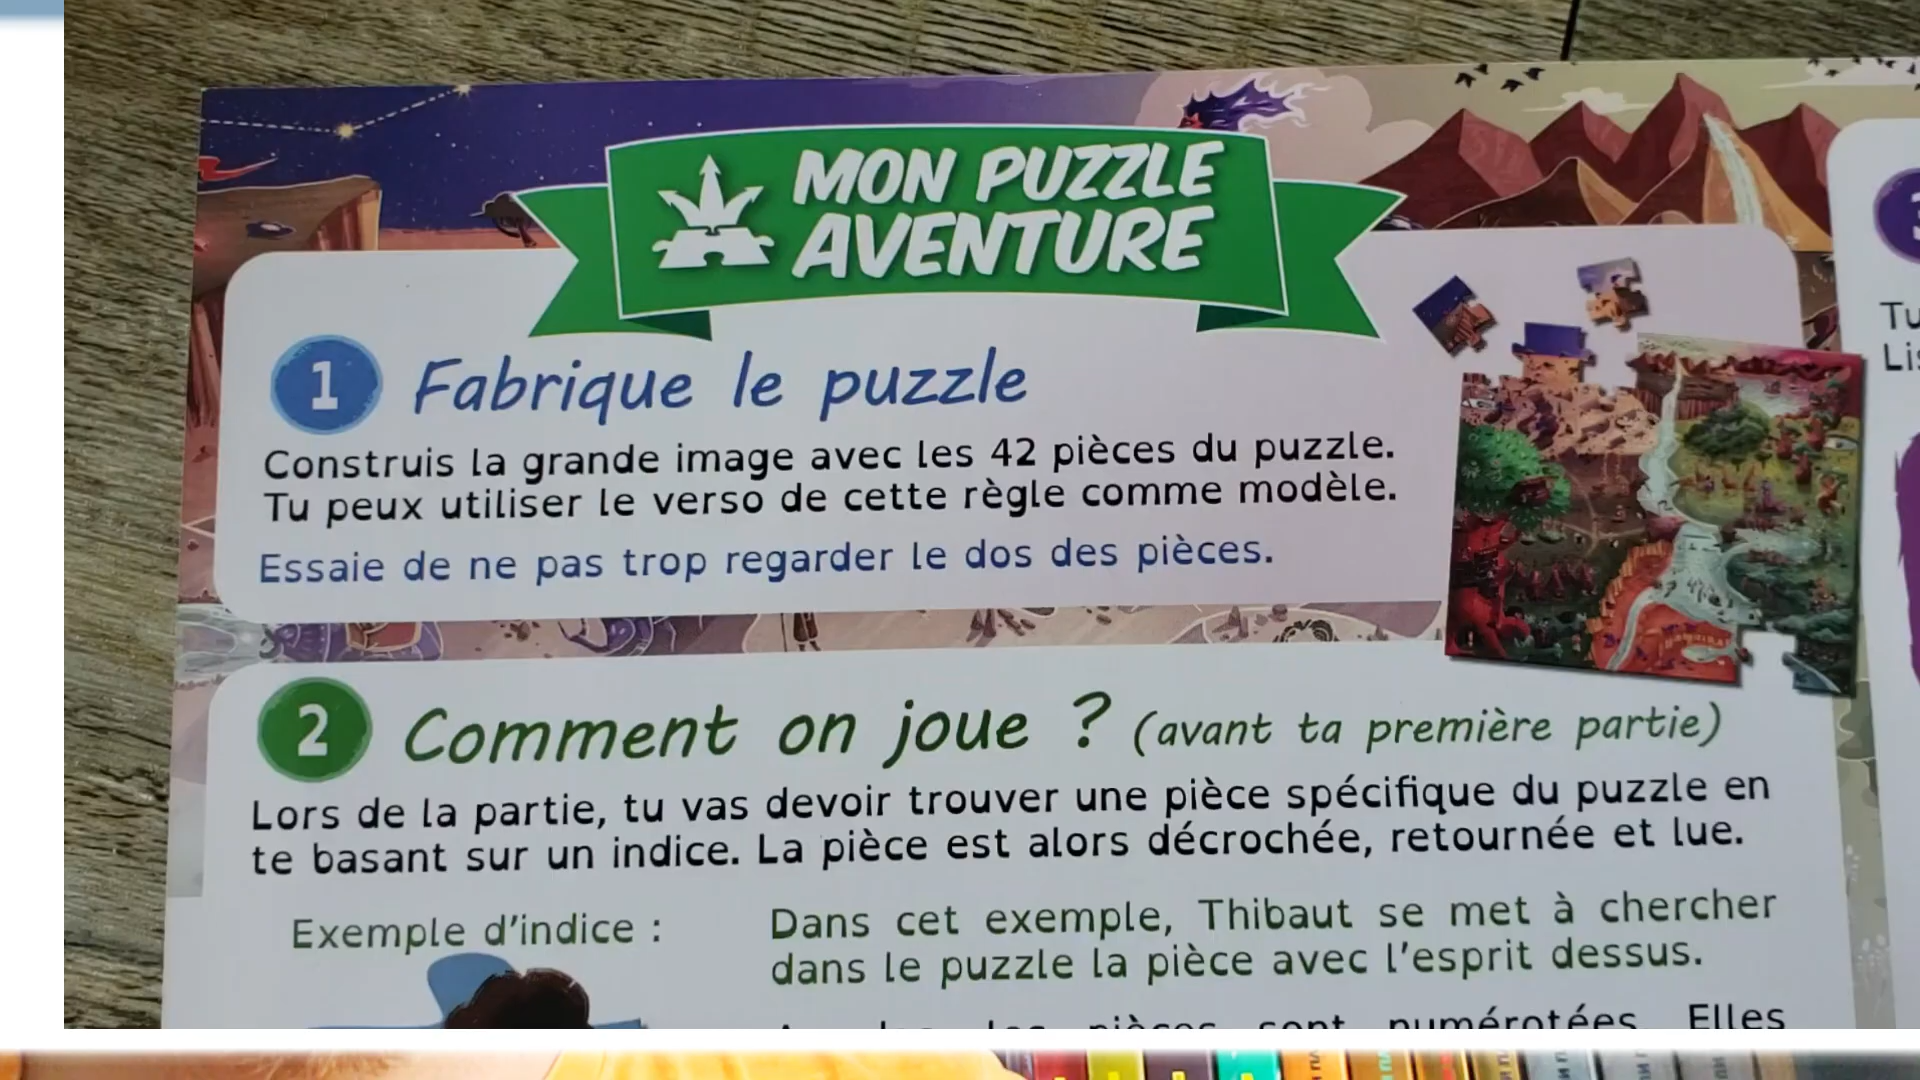 MON PUZZLE
AVENTURE
1 Fabrique le puzzle
Construis la grande image avec les 42 pièces du puzzle.
Tu peux utiliser le verso de cette règle comme modèle.
Essaie de ne pas trop regarder le dos des pièces.
2 Comment on joue ? (avant ta première partie)
Lors de la partie, tu vas devoir trouver une pièce spécifique du puzzle en
te basant sur un indice. La pièce est alors décrochée, retournée et lue.
Exemple d'indice :
Dans cet exemple, Thibaut se met à chercher
dans le puzzle la pièce avec l'esprit dessus.
pièces sont numérotées Elles
3
Tu